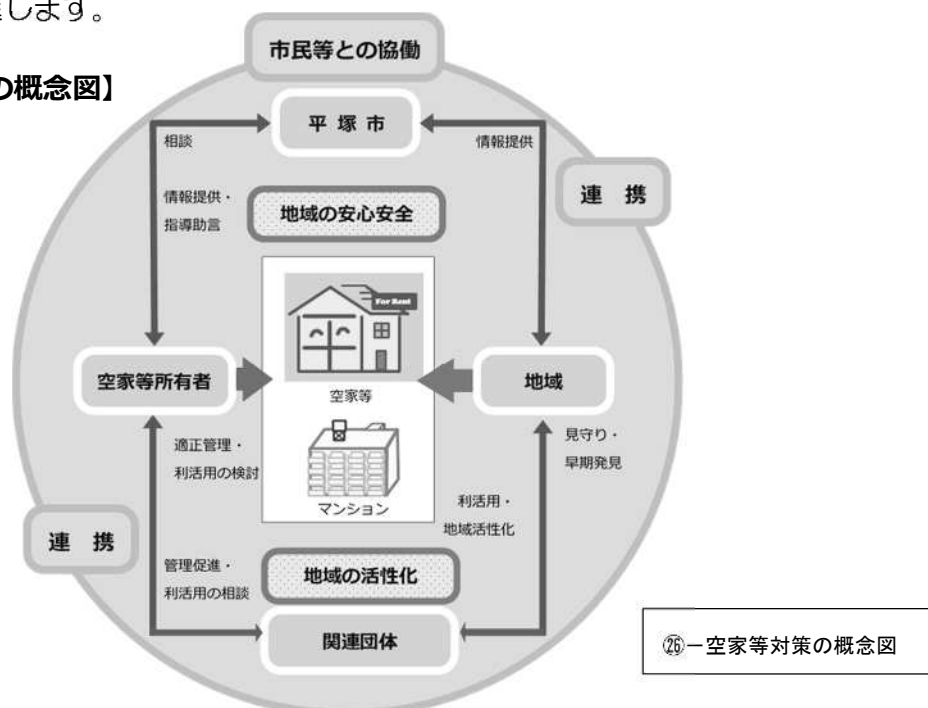 します。
市民等との協働
の概念図】
平 塚 市
相談
情報提供
連 携
情報提供・
指導助言
地域の安心安全
For Rent
空家等所有者
空家等
地域
適正管理・
利活用の検討
見守り・
早期発見
マンション
利活用・
地域活性化
連 携
管理促進・
利活用の相談
地域の活性化
関連団体
㉖ー空家等対策の概念図